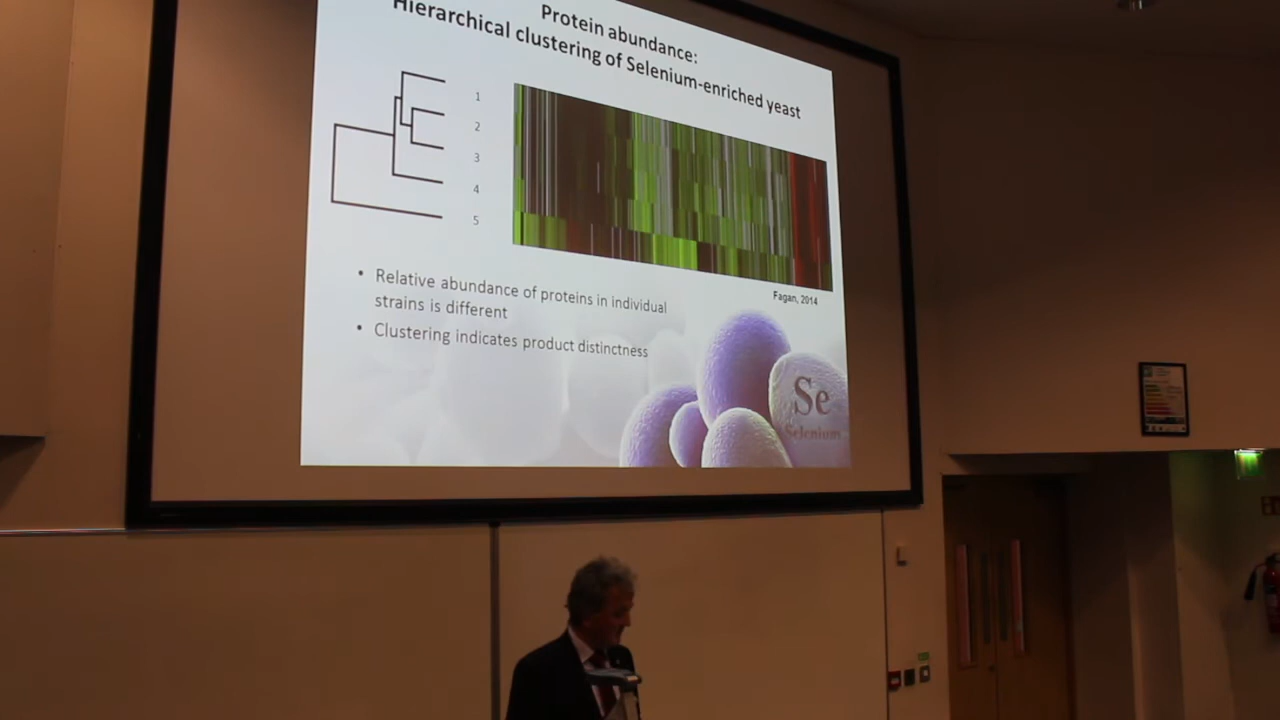 Protein abundance:
Hierarchical clustering of Selenium-enriched yeast
1
2
3
4
5
Fagan, 2014
• Relative abundance of proteins in individual
strains is different
• Clustering indicates product distinctness
Se
Selenium